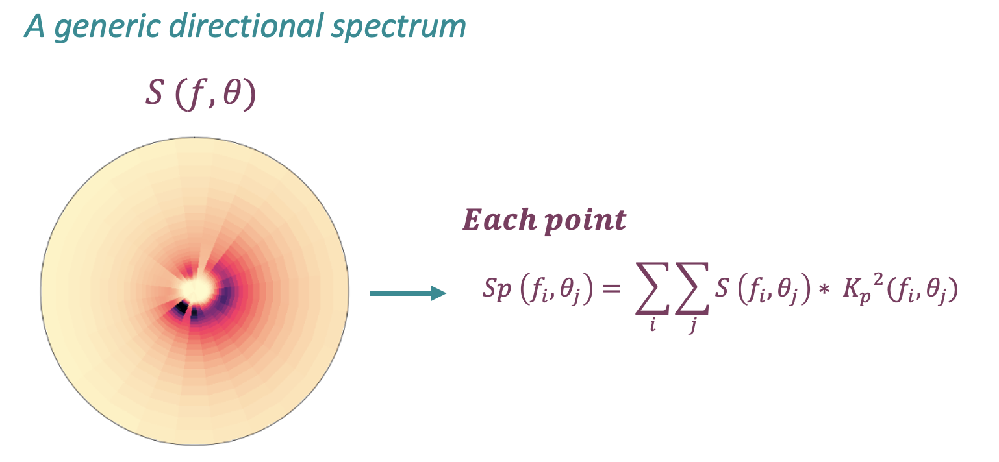 A generic directional spectrum
S (f, θ)
Each point
Sp (fᵢ, θⱼ) = ∑ᵢ ∑ⱼ S (fᵢ, θⱼ) * Kₚ²(fᵢ, θⱼ)